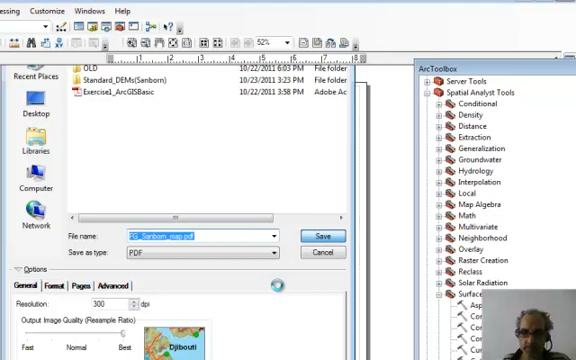 Customize Windows Help
52%
Recent Places
Desktop
Libraries
Computer
Network
OLD 10/22/2011 6:03 PM File folder
Standard_DEMs(Sanborn) 10/23/2011 3:23 PM File folder
Exercise1_ArcGISBasic 10/22/2011 3:58 PM Adobe Ac
File name:
Save
Save as type: PDF
Cancel
Options
General Format Pages Advanced
Resolution: 300 dpi
Output Image Quality (Resample Ratio)
Fast Normal Best
Djibouti
ArcToolbox
Server Tools
Spatial Analyst Tools
Conditional
Density
Distance
Extraction
Generalization
Groundwater
Hydrology
Interpolation
Local
Map Algebra
Math
Multivariate
Neighborhood
Overlay
Raster Creation
Reclass
Solar Radiation